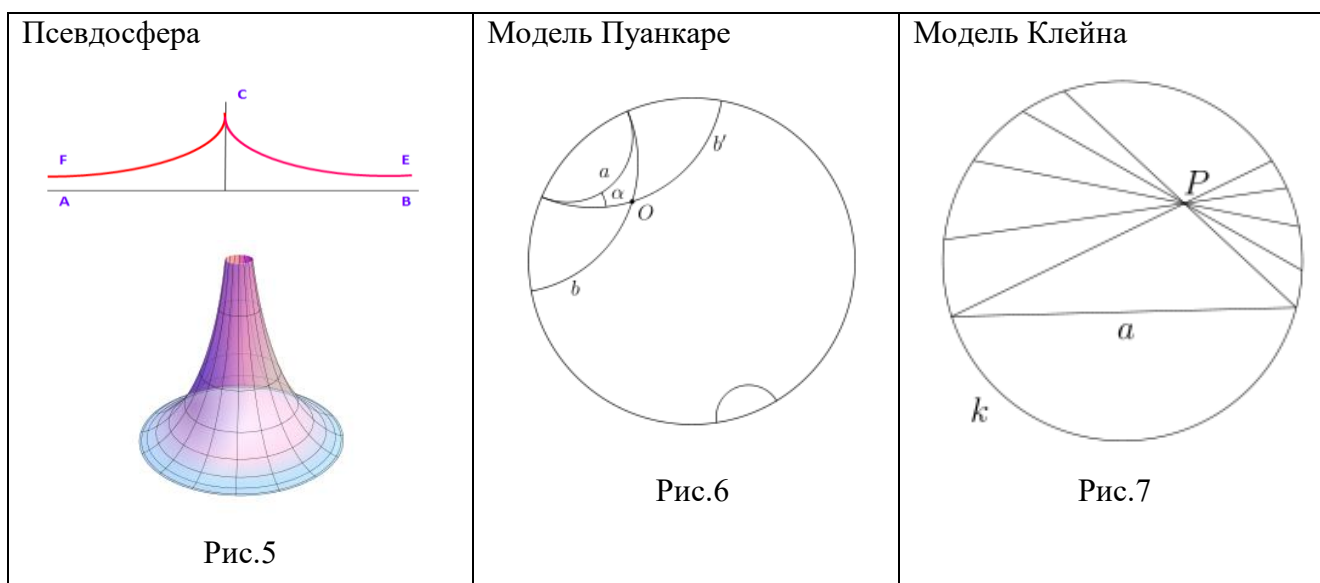 Псевдосфера
C
F
E
A
B
Рис.5
Модель Пуанкаре
a
α
b'
O
b
Рис.6
Модель Клейна
P
a
k
Рис.7